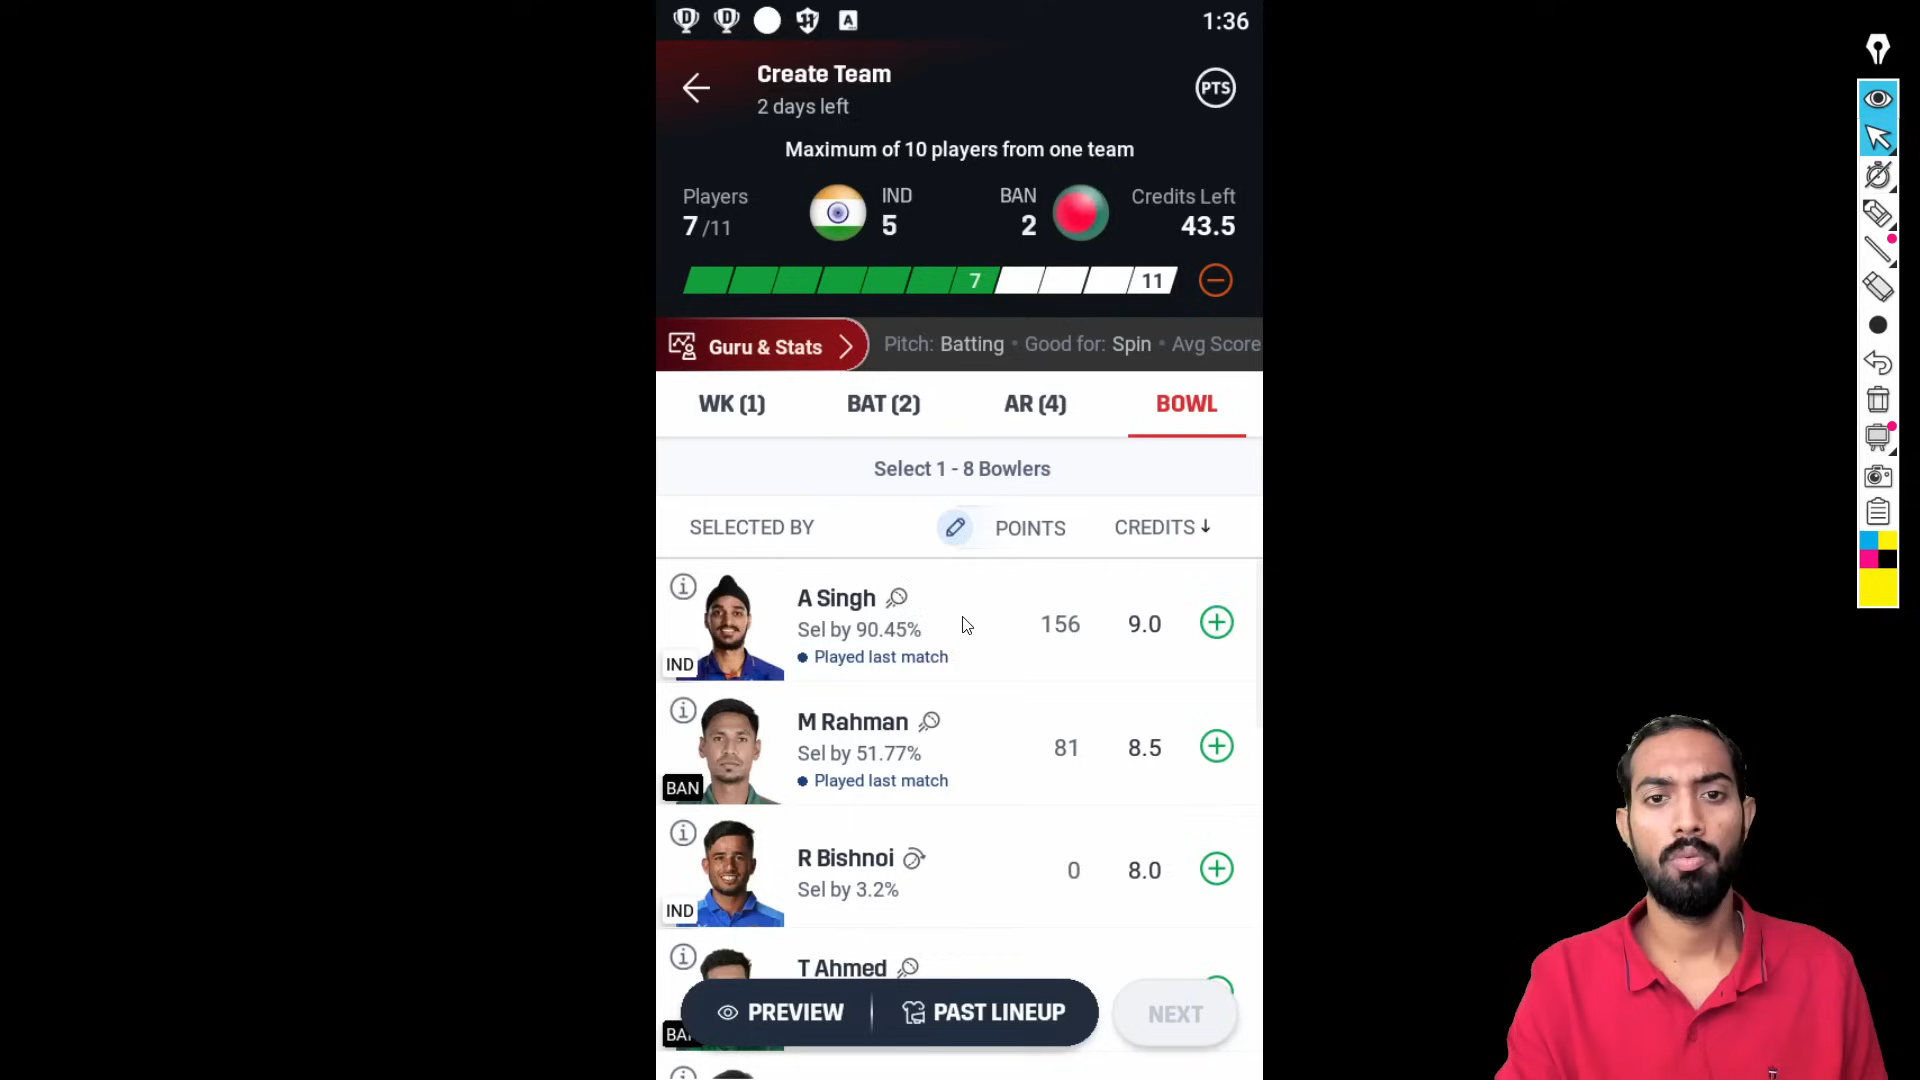 1:36
Create Team
2 days left
PTS
Maximum of 10 players from one team
Players
7 /11
IND
5
BAN
2
Credits Left
43.5
7
11
Guru & Stats
Pitch: Batting • Good for: Spin • Avg Score
WK (1)
BAT (2)
AR (4)
BOWL
Select 1 - 8 Bowlers
SELECTED BY
POINTS
CREDITS ↓
A Singh
Sel by 90.45%
Played last match
IND
156
9.0
M Rahman
Sel by 51.77%
Played last match
BAN
81
8.5
R Bishnoi
Sel by 3.2%
IND
0
8.0
T Ahmed
PREVIEW
PAST LINEUP
NEXT